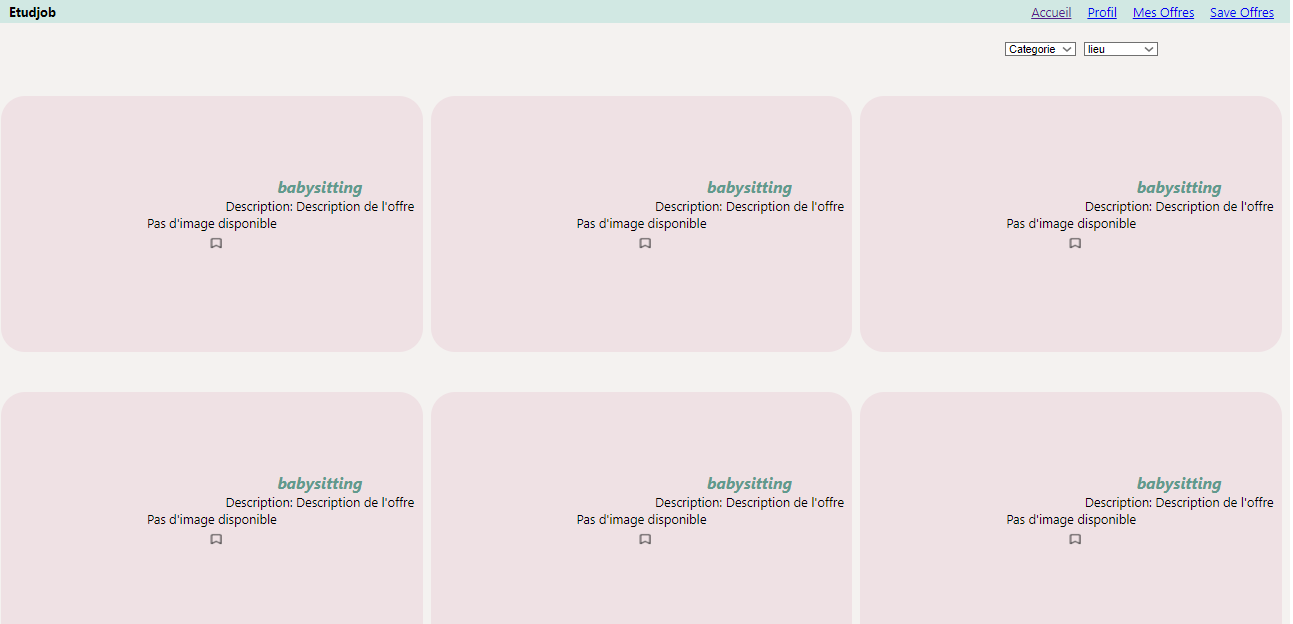 Etudjob Accueil Profil Mes Offres Save Offres
Categorie lieu
babysitting babysitting babysitting
Description: Description de l'offre Description: Description de l'offre Description: Description de l'offre
Pas d'image disponible Pas d'image disponible Pas d'image disponible
babysitting babysitting babysitting
Description: Description de l'offre Description: Description de l'offre Description: Description de l'offre
Pas d'image disponible Pas d'image disponible Pas d'image disponible